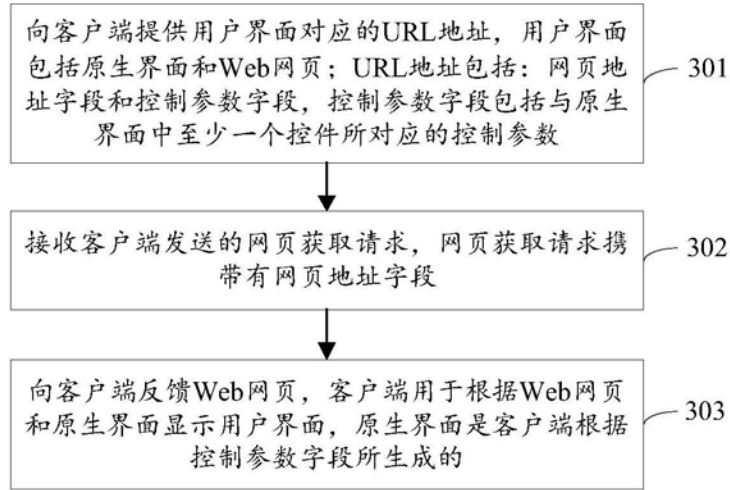 向客户端提供用户界面对应的URL地址，用户界面
包括原生界面和Web网页；URL地址包括：网页地
址字段和控制参数字段，控制参数字段包括与原生
界面中至少一个控件所对应的控制参数
301
接收客户端发送的网页获取请求，网页获取请求携
带有网页地址字段
302
向客户端反馈Web网页，客户端用于根据Web网页
和原生界面显示用户界面，原生界面是客户端根据
控制参数字段所生成的
303